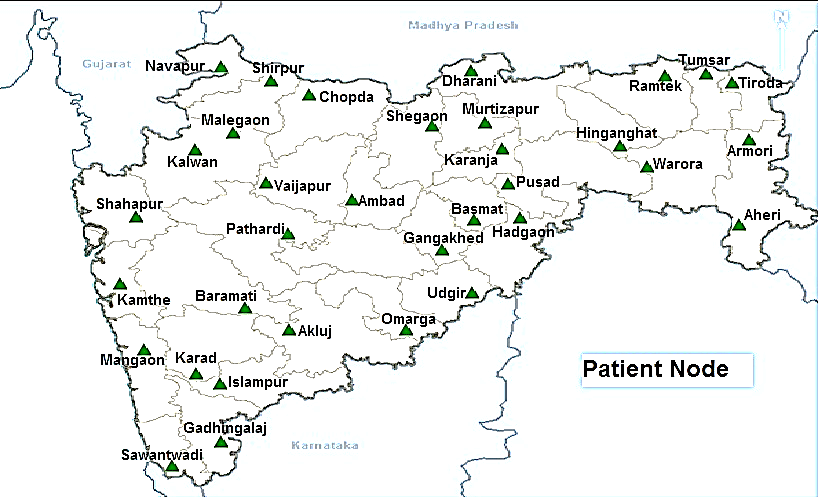 Madhya Pradesh
N
Gujarat
Navapur
Shirpur
Dharani
Tumsar
Ramtek
Tiroda
Chopda
Malegaon
Shegaon
Murtizapur
Hinganghat
Kalwan
Karanja
Armori
Warora
Vaijapur
Pusad
Shahapur
Ambad
Basmat
Aheri
Pathardi
Gangakhed
Hadgaon
Kamthe
Baramati
Udgir
Akluj
Omarga
Mangaon
Karad
Islampur
Patient Node
Gadhinglaj
Karnataka
Sawantwadi